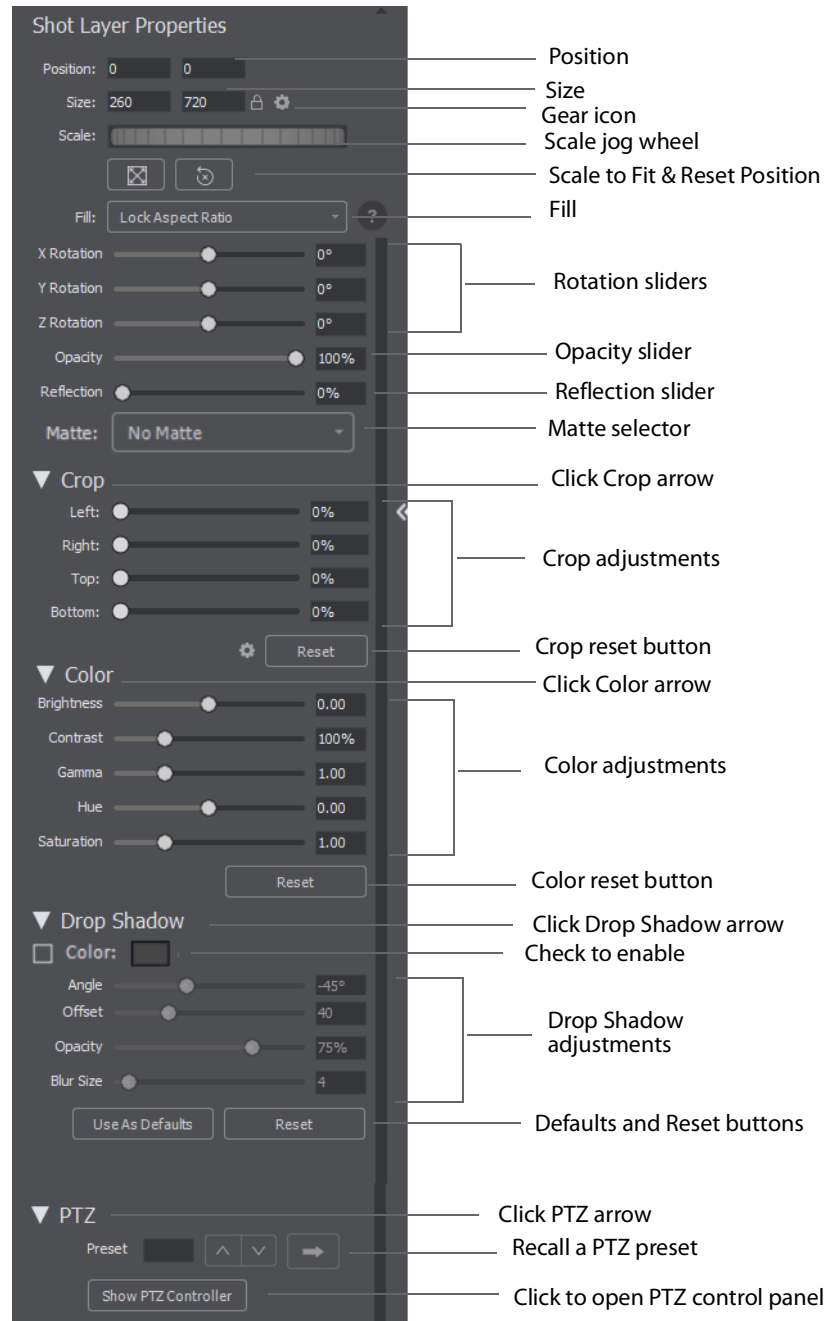 Shot Layer Properties
Position: 0 0 Position
Size
Size: 260 720 Gear icon
Scale: Scale jog wheel
Scale to Fit & Reset Position
Fill: Lock Aspect Ratio ? Fill
X Rotation 0°
Y Rotation 0° Rotation sliders
Z Rotation 0°
Opacity 100% Opacity slider
Reflection 0% Reflection slider
Matte: No Matte Matte selector
Crop Click Crop arrow
Left: 0%
Right: 0% Crop adjustments
Top: 0%
Bottom: 0%
Reset Crop reset button
Color Click Color arrow
Brightness 0.00
Contrast 100%
Gamma 1.00 Color adjustments
Hue 0.00
Saturation 1.00
Reset Color reset button
Drop Shadow Click Drop Shadow arrow
Color: Check to enable
Angle -45°
Offset 40 Drop Shadow
Opacity 75% adjustments
Blur Size 4
Use As Defaults Reset Defaults and Reset buttons
PTZ Click PTZ arrow
Preset Recall a PTZ preset
Show PTZ Controller Click to open PTZ control panel